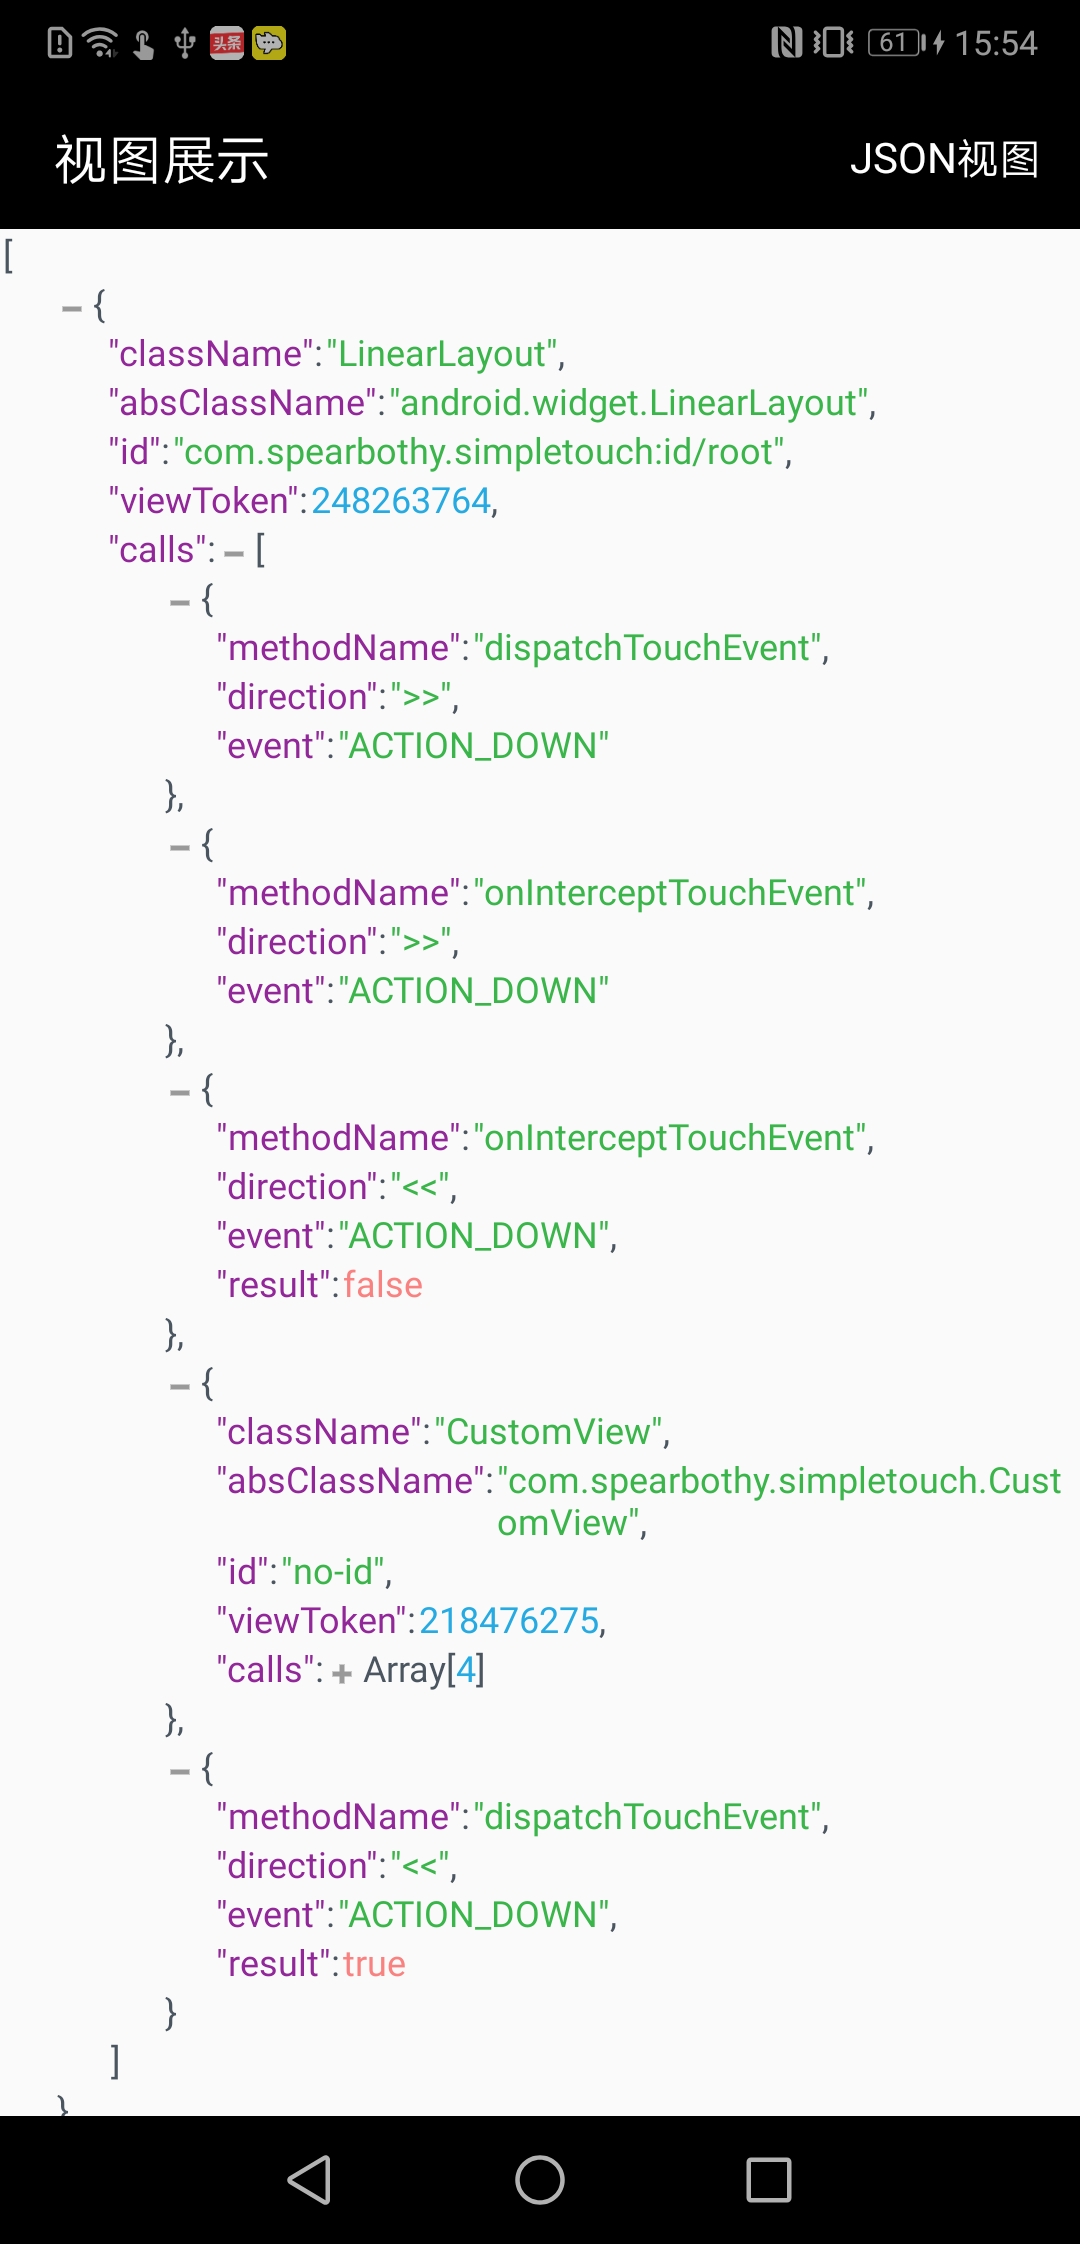 头条
61
15:54
视图展示
JSON视图
[
{
"className":"LinearLayout",
"absClassName":"android.widget.LinearLayout",
"id":"com.spearbothy.simpletouch:id/root",
"viewToken":248263764,
"calls": [
{
"methodName":"dispatchTouchEvent",
"direction":">>",
"event":"ACTION_DOWN"
},
{
"methodName":"onInterceptTouchEvent",
"direction":">>",
"event":"ACTION_DOWN"
},
{
"methodName":"onInterceptTouchEvent",
"direction":"<<",
"event":"ACTION_DOWN",
"result":false
},
{
"className":"CustomView",
"absClassName":"com.spearbothy.simpletouch.Cust
omView",
"id":"no-id",
"viewToken":218476275,
"calls": Array[4]
},
{
"methodName":"dispatchTouchEvent",
"direction":"<<",
"event":"ACTION_DOWN",
"result":true
}
]
}